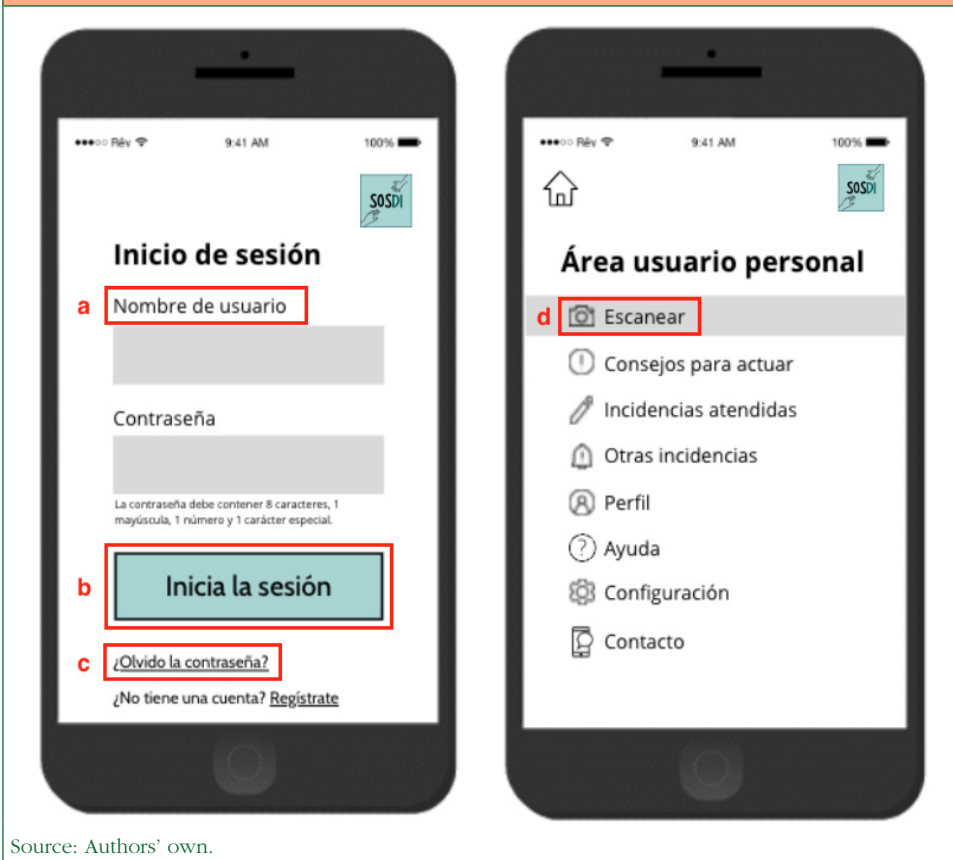 ●●●○○ Rév 9:41 AM 100%
SOSDI
Inicio de sesión
a Nombre de usuario
Contraseña
La contraseña debe contener 8 caracteres, 1
mayúscula, 1 número y 1 carácter especial.
b Inicia la sesión
c ¿Olvido la contraseña?
¿No tiene una cuenta? Regístrate
●●●○○ Rév 9:41 AM 100%
SOSDI
Área usuario personal
d Escanear
Consejos para actuar
Incidencias atendidas
Otras incidencias
Perfil
Ayuda
Configuración
Contacto
Source: Authors’ own.